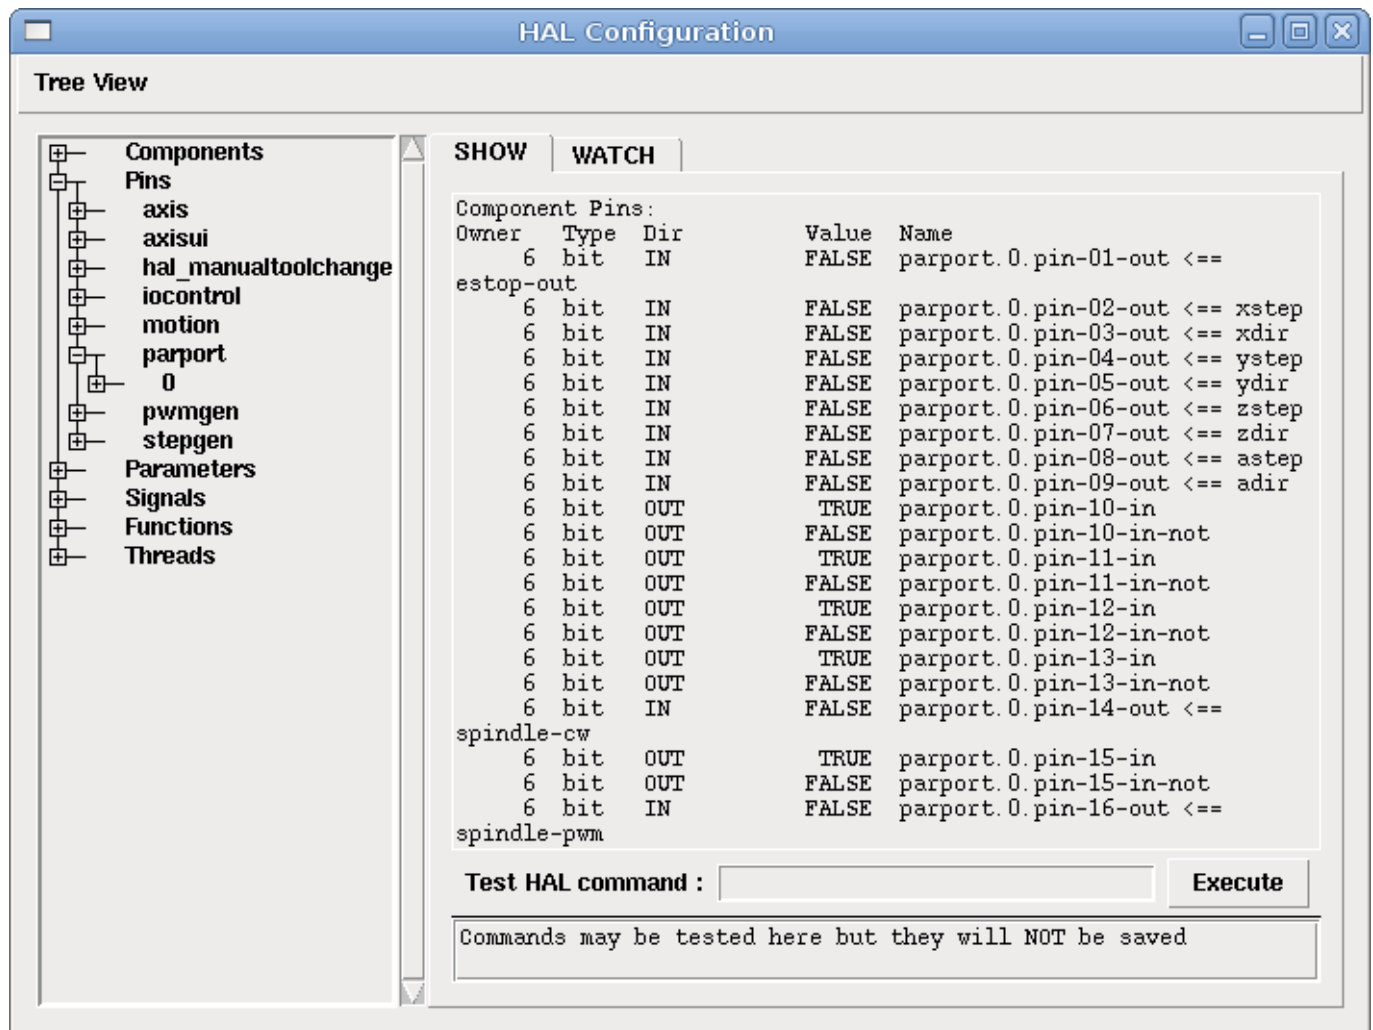 HAL Configuration
Tree View
Components
Pins
axis
axisui
hal_manualtoolchange
iocontrol
motion
parport
0
pwmgen
stepgen
Parameters
Signals
Functions
Threads
SHOW WATCH
Component Pins:
Owner Type Dir Value Name
6 bit IN FALSE parport.0.pin-01-out <==
estop-out
6 bit IN FALSE parport.0.pin-02-out <== xstep
6 bit IN FALSE parport.0.pin-03-out <== xdir
6 bit IN FALSE parport.0.pin-04-out <== ystep
6 bit IN FALSE parport.0.pin-05-out <== ydir
6 bit IN FALSE parport.0.pin-06-out <== zstep
6 bit IN FALSE parport.0.pin-07-out <== zdir
6 bit IN FALSE parport.0.pin-08-out <== astep
6 bit IN FALSE parport.0.pin-09-out <== adir
6 bit OUT TRUE parport.0.pin-10-in
6 bit OUT FALSE parport.0.pin-10-in-not
6 bit OUT TRUE parport.0.pin-11-in
6 bit OUT FALSE parport.0.pin-11-in-not
6 bit OUT TRUE parport.0.pin-12-in
6 bit OUT FALSE parport.0.pin-12-in-not
6 bit OUT TRUE parport.0.pin-13-in
6 bit OUT FALSE parport.0.pin-13-in-not
6 bit IN FALSE parport.0.pin-14-out <==
spindle-cw
6 bit OUT TRUE parport.0.pin-15-in
6 bit OUT FALSE parport.0.pin-15-in-not
6 bit IN FALSE parport.0.pin-16-out <==
spindle-pwm
Test HAL command : Execute
Commands may be tested here but they will NOT be saved